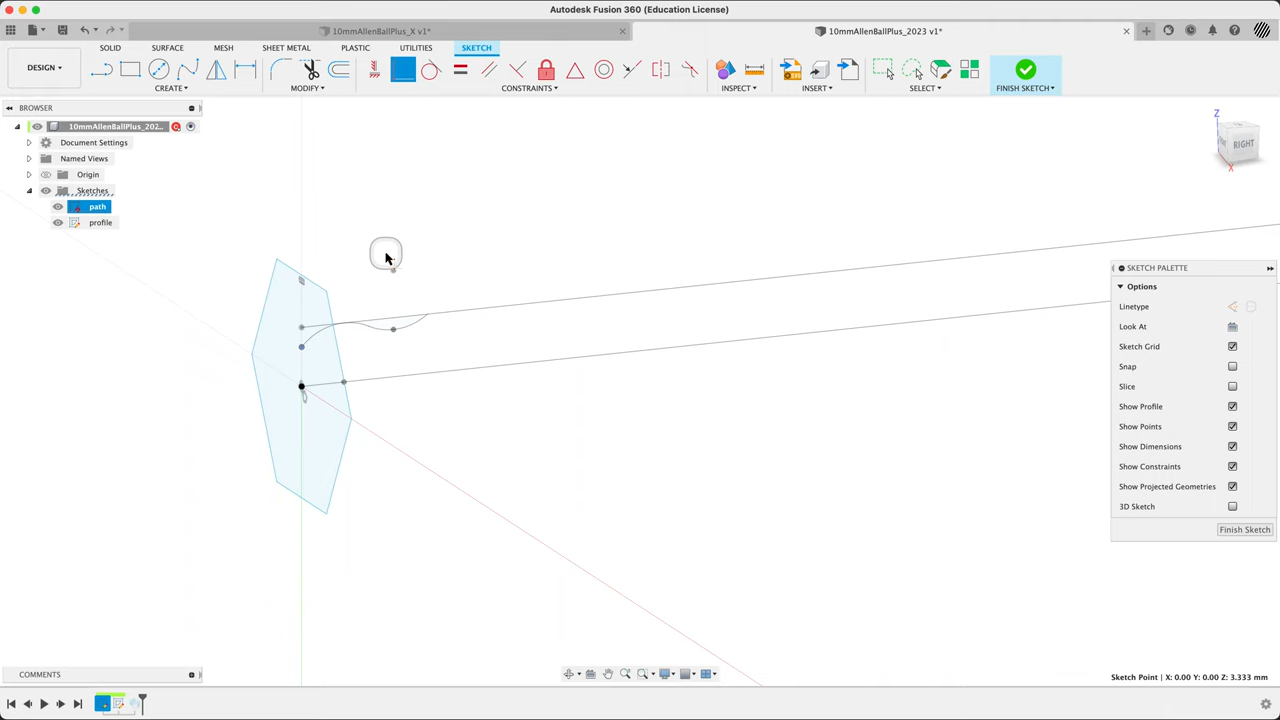 Autodesk Fusion 360 (Education License)
10mmAllenBallPlus_X v1*
10mmAllenBallPlus_2023 v1*
DESIGN
SOLID
SURFACE
MESH
SHEET METAL
PLASTIC
UTILITIES
SKETCH
CREATE
MODIFY
CONSTRAINTS
INSPECT
INSERT
SELECT
FINISH SKETCH
BROWSER
10mmAllenBallPlus_202...
Document Settings
Named Views
Origin
Sketches
path
profile
Z
RIGHT
X
SKETCH PALETTE
Options
Linetype
Look At
Sketch Grid
Snap
Slice
Show Profile
Show Points
Show Dimensions
Show Constraints
Show Projected Geometries
3D Sketch
Finish Sketch
COMMENTS
Sketch Point | X: 0.00 Y: 0.00 Z: 3.333 mm